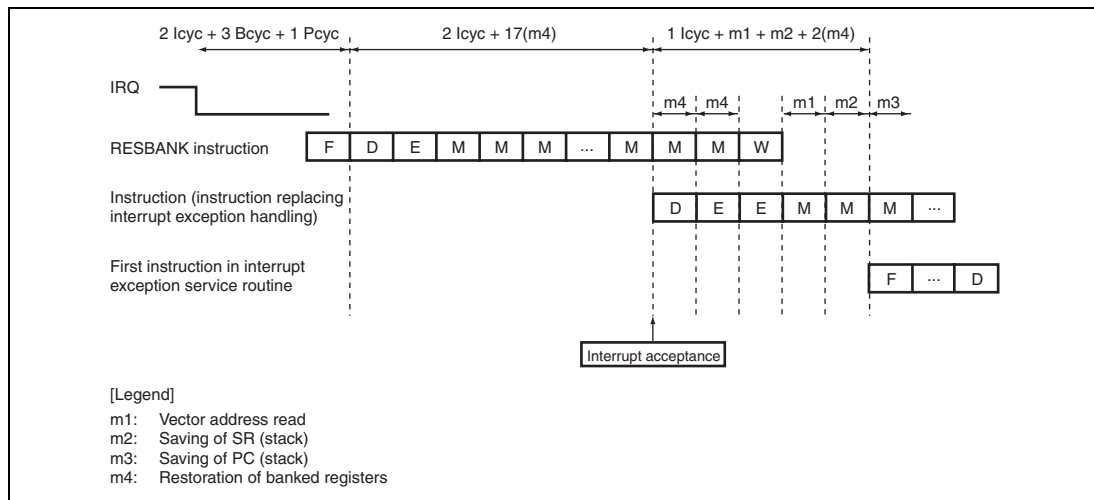 2 Icyc + 3 Bcyc + 1 Pcyc 2 Icyc + 17(m4) 1 Icyc + m1 + m2 + 2(m4)
IRQ
m4 m4 m1 m2 m3
RESBANK instruction F D E M M M ... M M M W
Instruction (instruction replacing
interrupt exception handling) D E E M M M ...
First instruction in interrupt
exception service routine F ... D
Interrupt acceptance
[Legend]
m1: Vector address read
m2: Saving of SR (stack)
m3: Saving of PC (stack)
m4: Restoration of banked registers